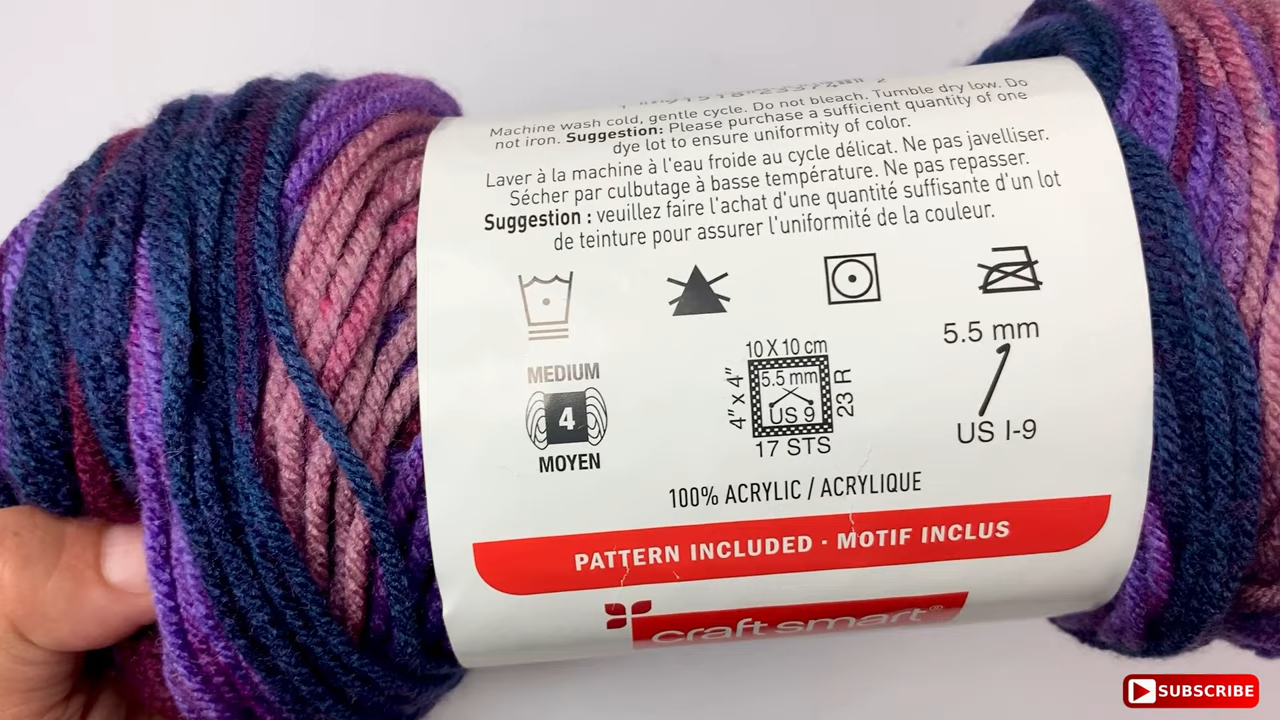 Machine wash cold, gentle cycle. Do not bleach. Tumble dry low. Do
not iron. Suggestion: Please purchase a sufficient quantity of one
dye lot to ensure uniformity of color.
Laver à la machine à l'eau froide au cycle délicat. Ne pas javelliser.
Sécher par culbutage à basse température. Ne pas repasser.
Suggestion : veuillez faire l'achat d'une quantité suffisante d'un lot
de teinture pour assurer l'uniformité de la couleur.
MEDIUM
4
MOYEN
10 X 10 cm
4" x 4"
5.5 mm
US 9
23 R
17 STS
5.5 mm
US I-9
100% ACRYLIC / ACRYLIQUE
PATTERN INCLUDED · MOTIF INCLUS
craft smart®
SUBSCRIBE